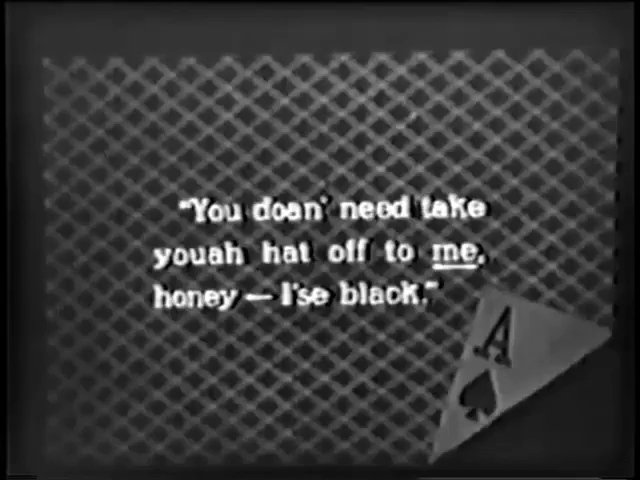 "You doan' need take
youah hat off to me,
honey — I'se black."
A